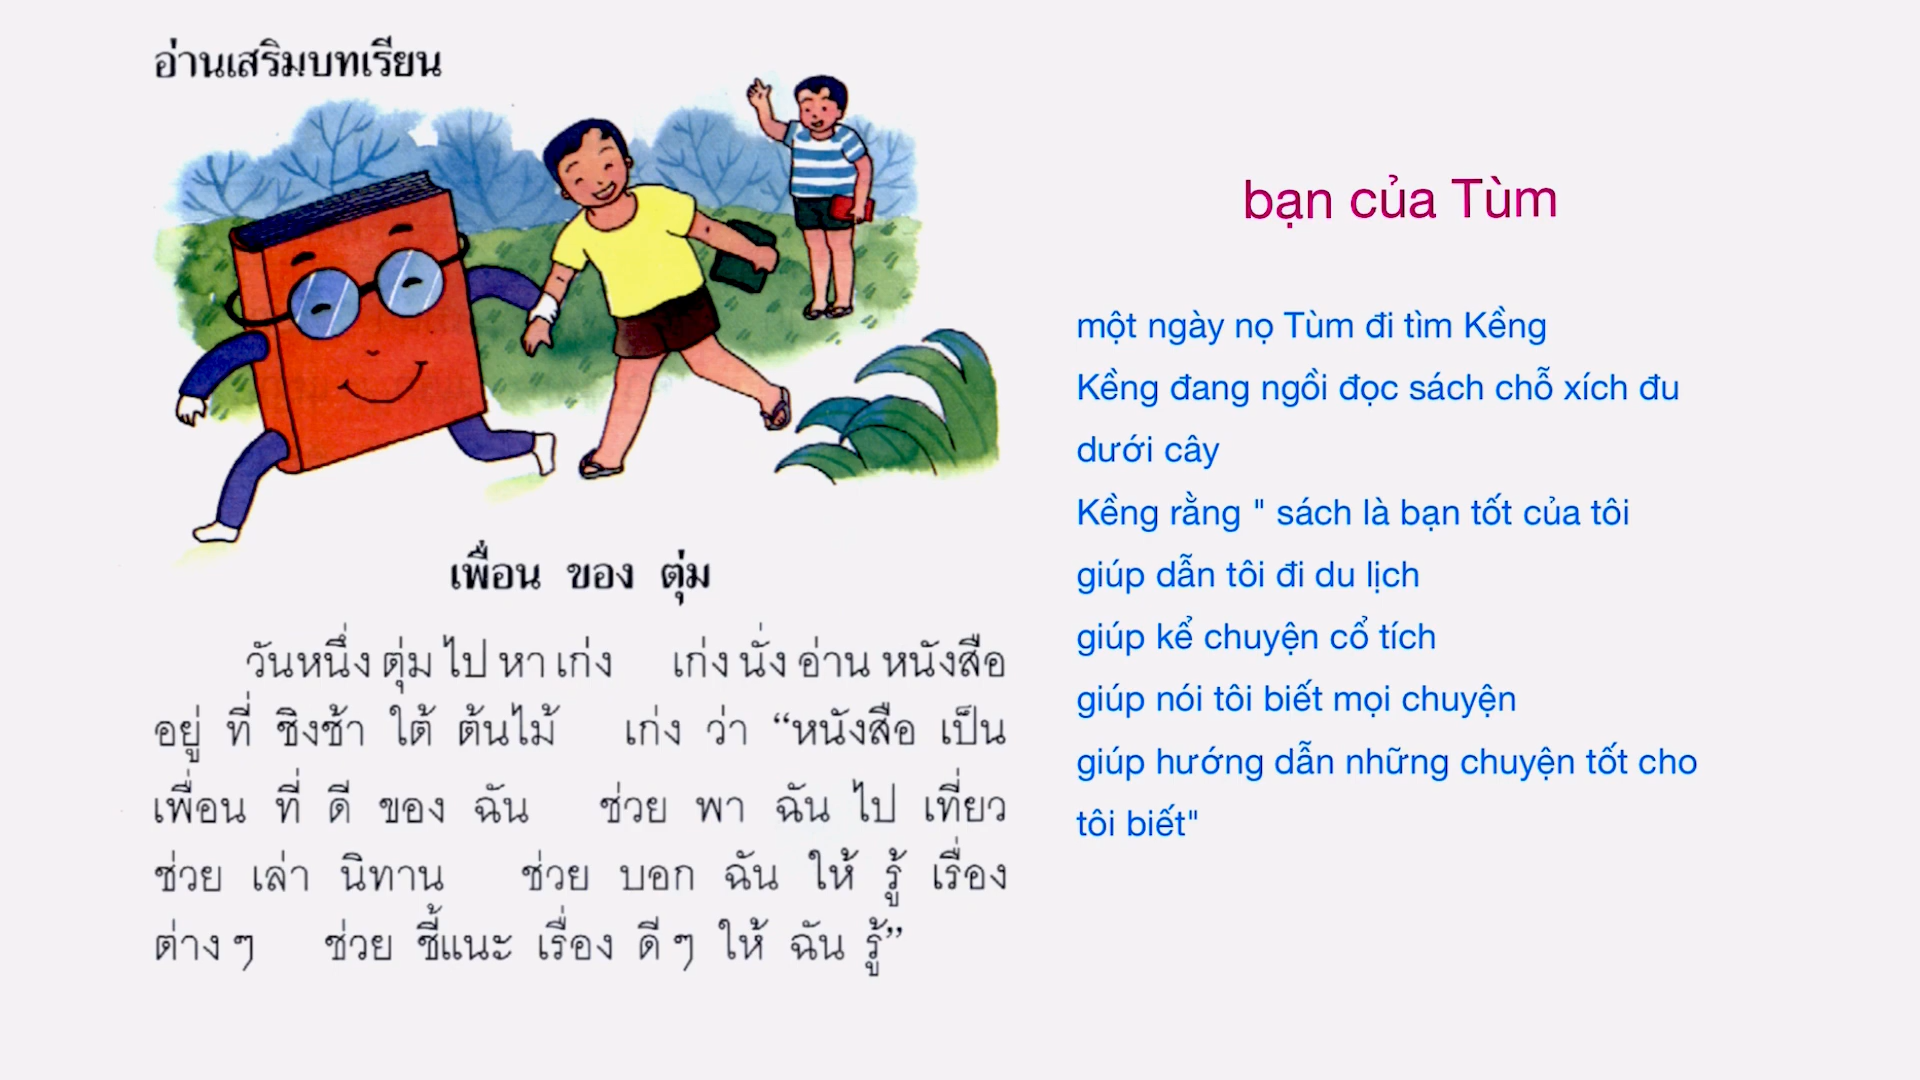 อ่านเสริมบทเรียน
เพื่อน ของ ตุ่ม
วันหนึ่ง ตุ่ม ไป หา เก่ง เก่ง นั่ง อ่าน หนังสือ
อยู่ ที่ ชิงช้า ใต้ ต้นไม้ เก่ง ว่า “หนังสือ เป็น
เพื่อน ที่ ดี ของ ฉัน ช่วย พา ฉัน ไป เที่ยว
ช่วย เล่า นิทาน ช่วย บอก ฉัน ให้ รู้ เรื่อง
ต่าง ๆ ช่วย ชี้แนะ เรื่อง ดี ๆ ให้ ฉัน รู้”
bạn của Tùm
một ngày nọ Tùm đi tìm Kềng
Kềng đang ngồi đọc sách chỗ xích đu
dưới cây
Kềng rằng " sách là bạn tốt của tôi
giúp dẫn tôi đi du lịch
giúp kể chuyện cổ tích
giúp nói tôi biết mọi chuyện
giúp hướng dẫn những chuyện tốt cho
tôi biết"